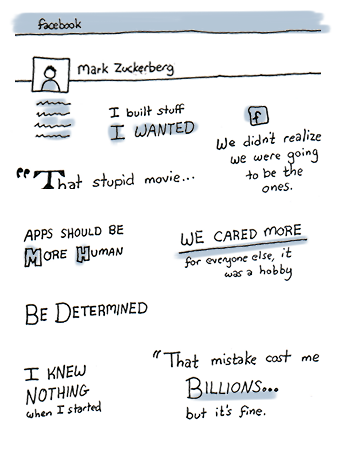 facebook
Mark Zuckerberg
I built stuff
I WANTED
f
We didn't realize
we were going
to be the
ones.
"That stupid movie...
APPS SHOULD BE
MORE HUMAN
WE CARED MORE
for everyone else, it
was a hobby
BE DETERMINED
I KNEW
NOTHING
when I started
"That mistake cost me
BILLIONS...
but it's fine.